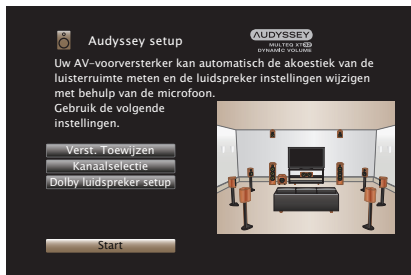 Audyssey setup
AUDYSSEY
MULTEQ XT32
DYNAMIC VOLUME
Uw AV-voorversterker kan automatisch de akoestiek van de
luisterruimte meten en de luidspreker instellingen wijzigen
met behulp van de microfoon.
Gebruik de volgende
instellingen.
Verst. Toewijzen
Kanaalselectie
Dolby luidspreker setup
Start